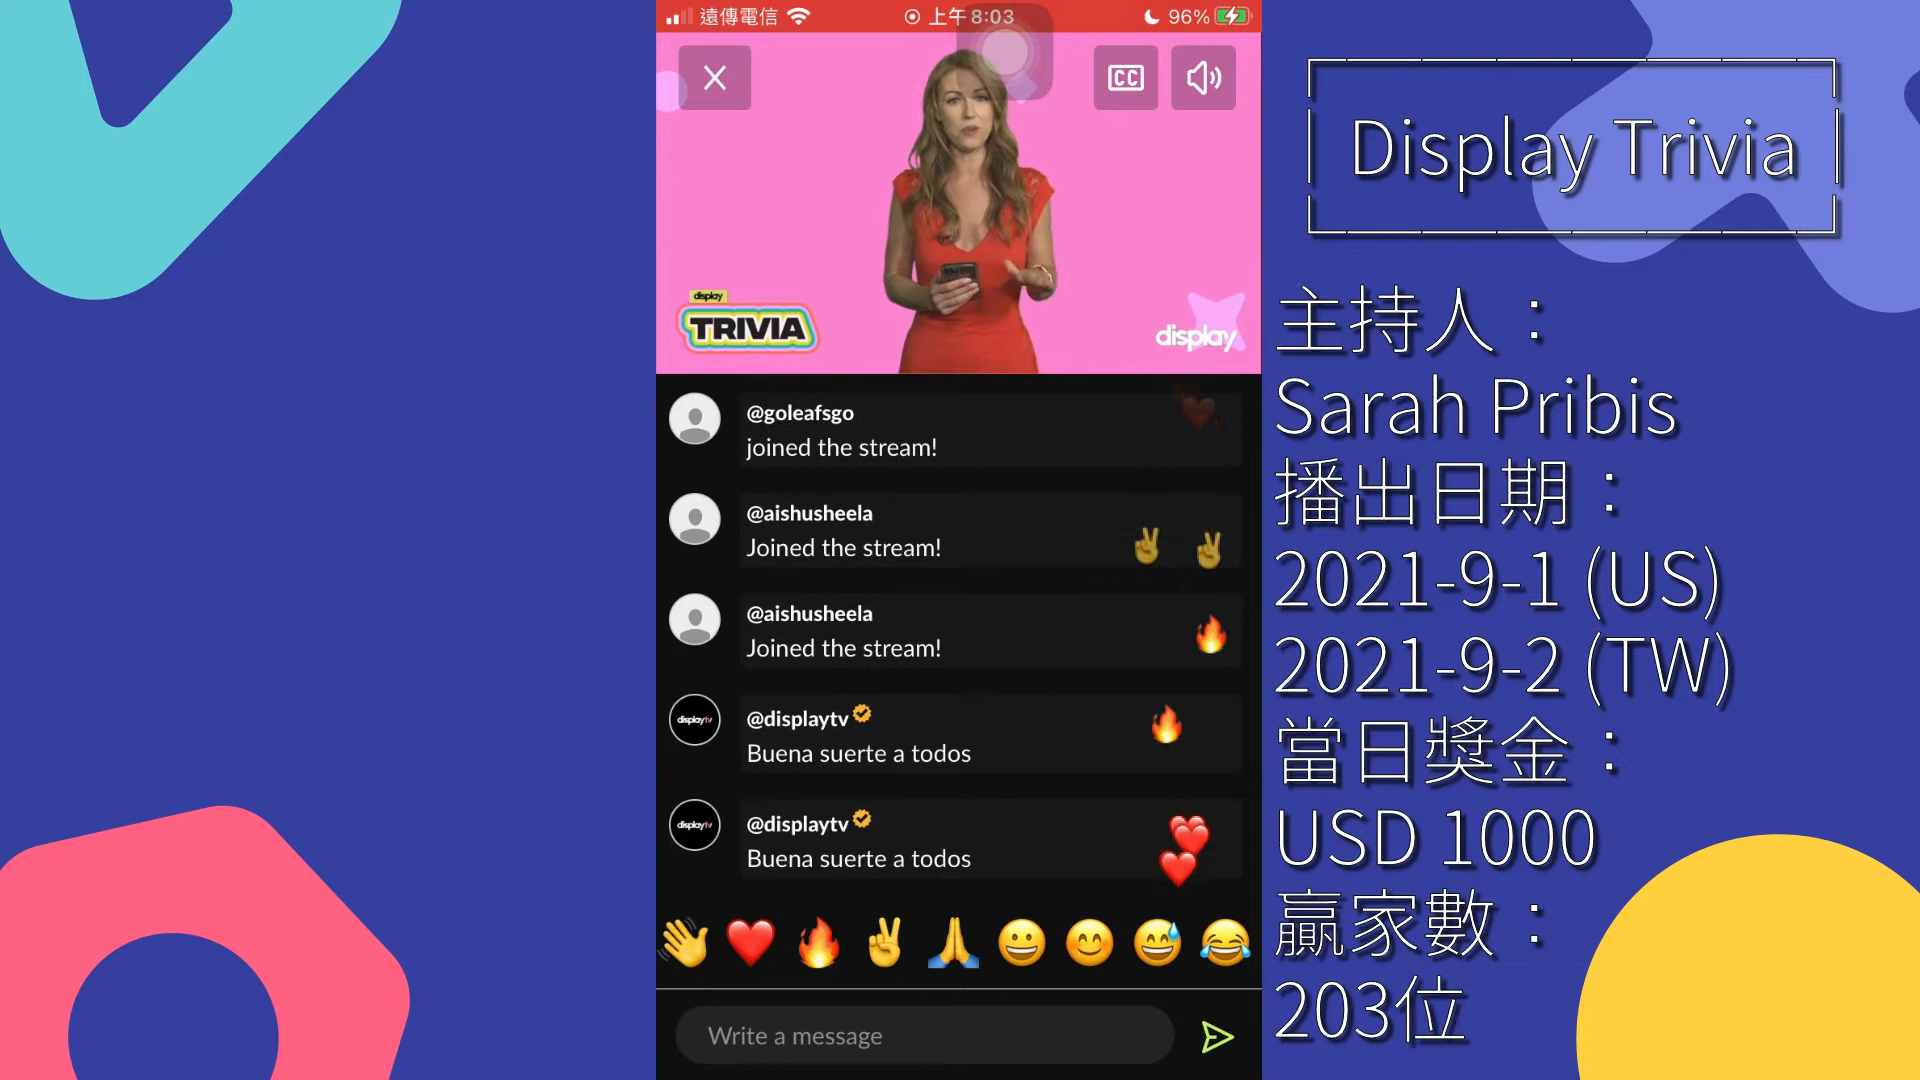 遠傳電信
上午8:03
96%
CC
display
TRIVIA
display
@goleafsgo
joined the stream!
@aishusheela
Joined the stream!
@aishusheela
Joined the stream!
displaytv
@displaytv
Buena suerte a todos
displaytv
@displaytv
Buena suerte a todos
Write a message
Display Trivia
主持人：
Sarah Pribis
播出日期：
2021-9-1 (US)
2021-9-2 (TW)
當日獎金：
USD 1000
贏家數：
203位